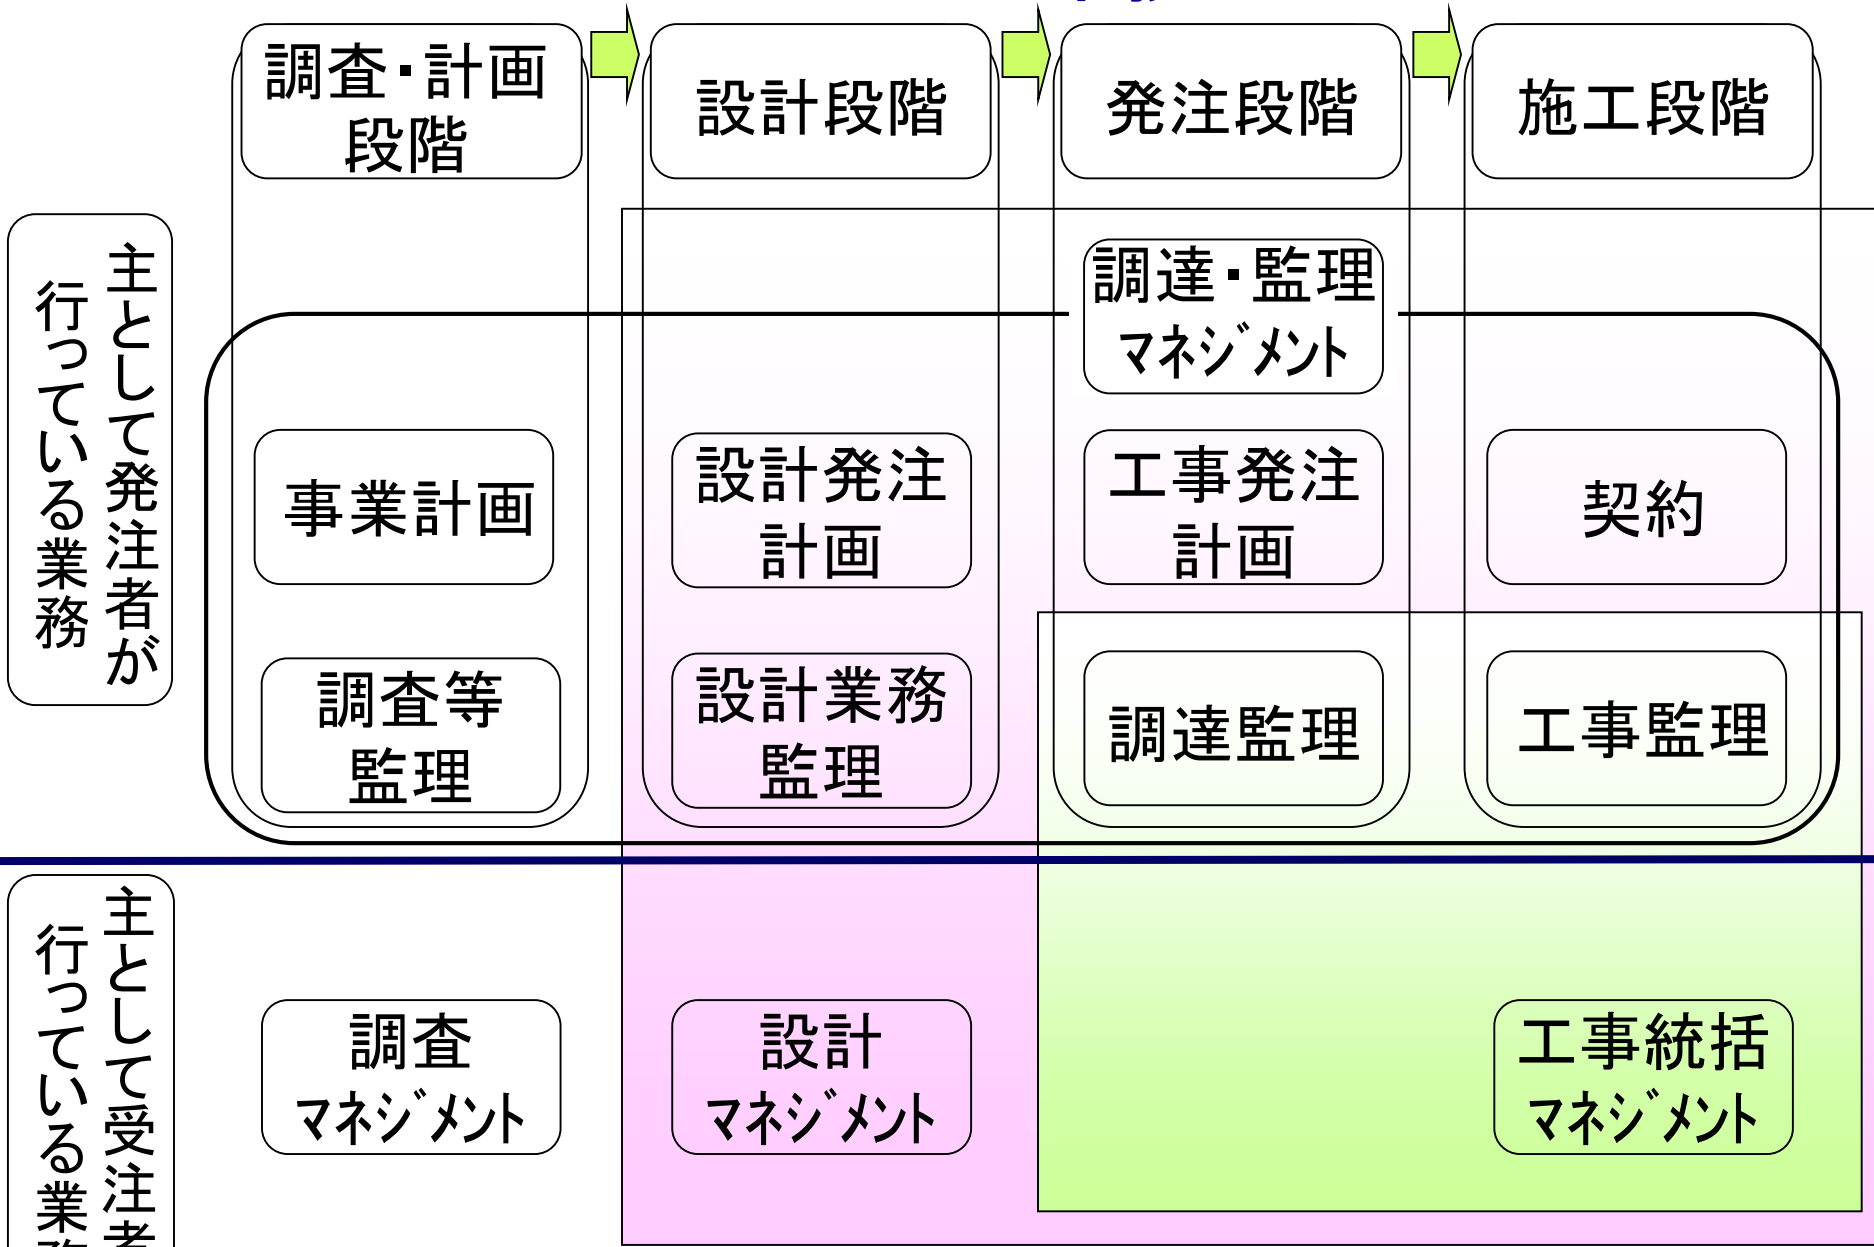 調査・計画
段階
設計段階
発注段階
施工段階
主として発注者が
行っている業務
調達・監理
ﾏﾈｼﾞﾒﾝﾄ
事業計画
設計発注
計画
工事発注
計画
契約
調査等
監理
設計業務
監理
調達監理
工事監理
主として受注者
行っている業務
調査
ﾏﾈｼﾞﾒﾝﾄ
設計
ﾏﾈｼﾞﾒﾝﾄ
工事統括
ﾏﾈｼﾞﾒﾝﾄ